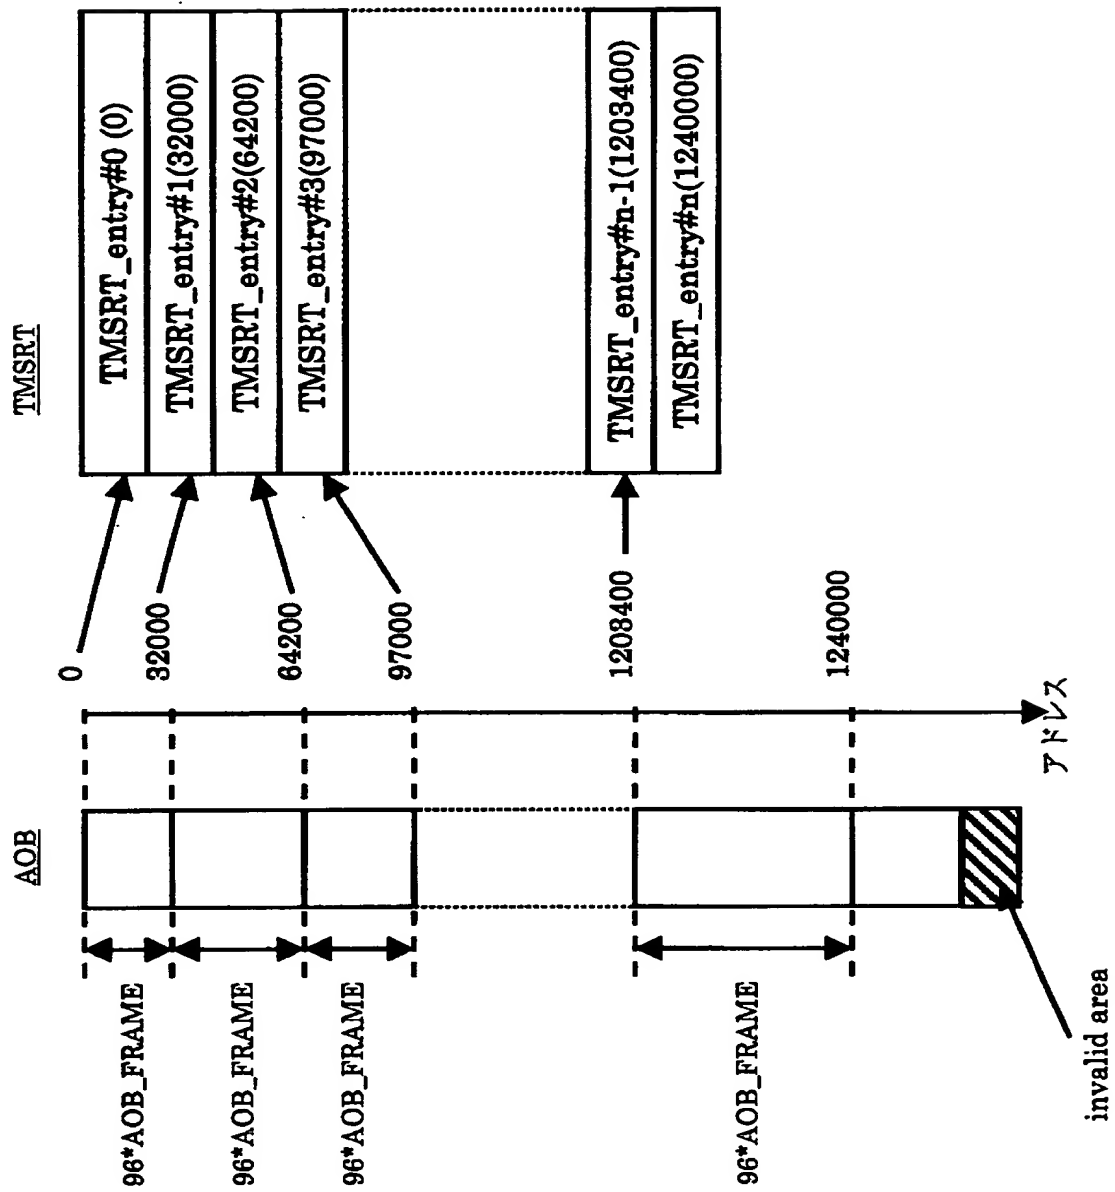 TMSRT
TMSRT_entry#0 (0)
TMSRT_entry#1(32000)
TMSRT_entry#2(64200)
TMSRT_entry#3(97000)
TMSRT_entry#n-1(1203400)
TMSRT_entry#n(1240000)
0
32000
64200
97000
1208400
1240000
アドレス
AOB
96*AOB_FRAME
96*AOB_FRAME
96*AOB_FRAME
96*AOB_FRAME
invalid area